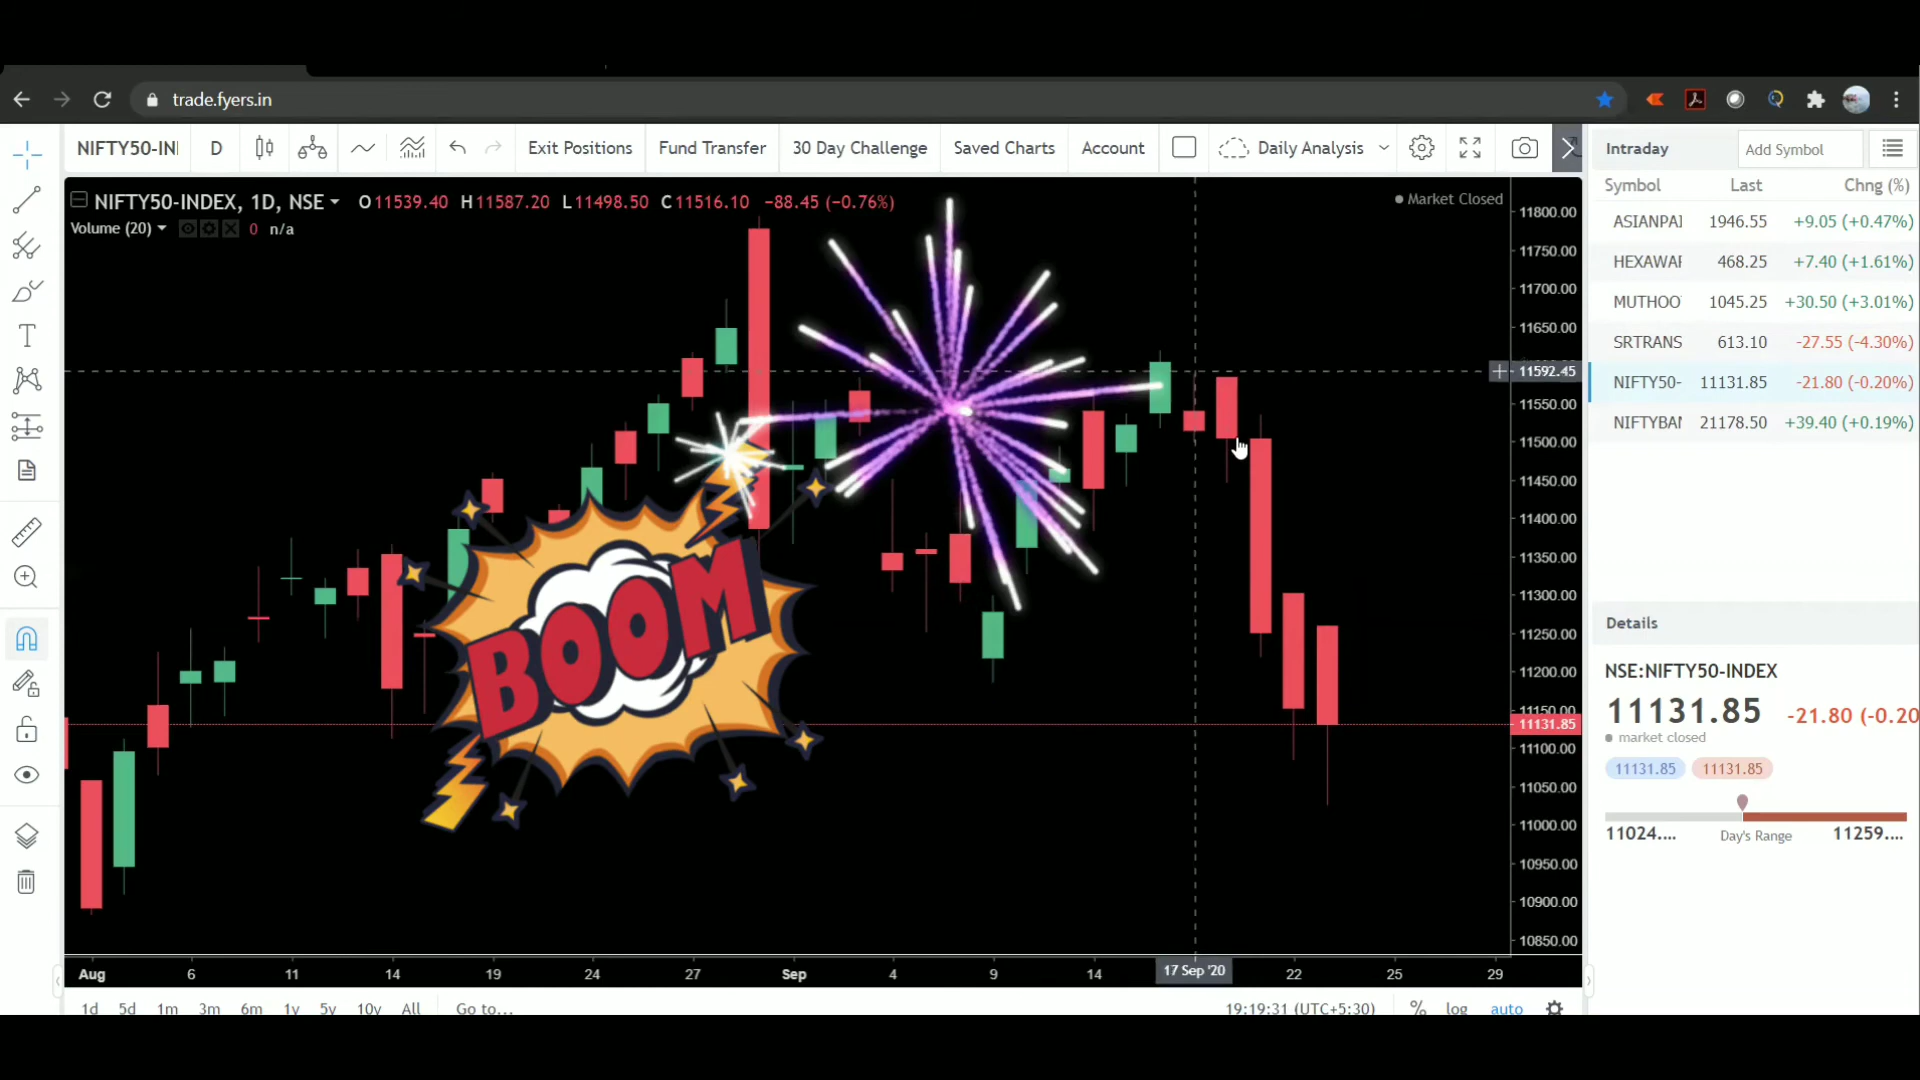 trade.fyers.in
NIFTY50-IN
D
Exit Positions
Fund Transfer
30 Day Challenge
Saved Charts
Account
Daily Analysis
Intraday
Add Symbol
NIFTY50-INDEX, 1D, NSE O11539.40 H11587.20 L11498.50 C11516.10 −88.45 (−0.76%)
Market Closed
Volume (20) 0 n/a
Symbol Last Chng (%)
ASIANPAI 1946.55 +9.05 (+0.47%)
HEXAWAI 468.25 +7.40 (+1.61%)
MUTHOO 1045.25 +30.50 (+3.01%)
SRTRANS 613.10 -27.55 (-4.30%)
NIFTY50- 11131.85 -21.80 (-0.20%)
NIFTYBAN 21178.50 +39.40 (+0.19%)
11800.00
11750.00
11700.00
11650.00
11592.45
11550.00
11500.00
11450.00
11400.00
11350.00
11300.00
11250.00
11200.00
11150.00
11131.85
11100.00
11050.00
11000.00
10950.00
10900.00
10850.00
BOOM
Details
NSE:NIFTY50-INDEX
11131.85 -21.80 (-0.20
market closed
11131.85 11131.85
11024.... Day's Range 11259....
Aug 6 11 14 19 24 27 Sep 4 9 14 17 Sep '20 22 25 29
1d 5d 1m 3m 6m 1y 5y 10y All Go to... 19:19:31 (UTC+5:30) % log auto